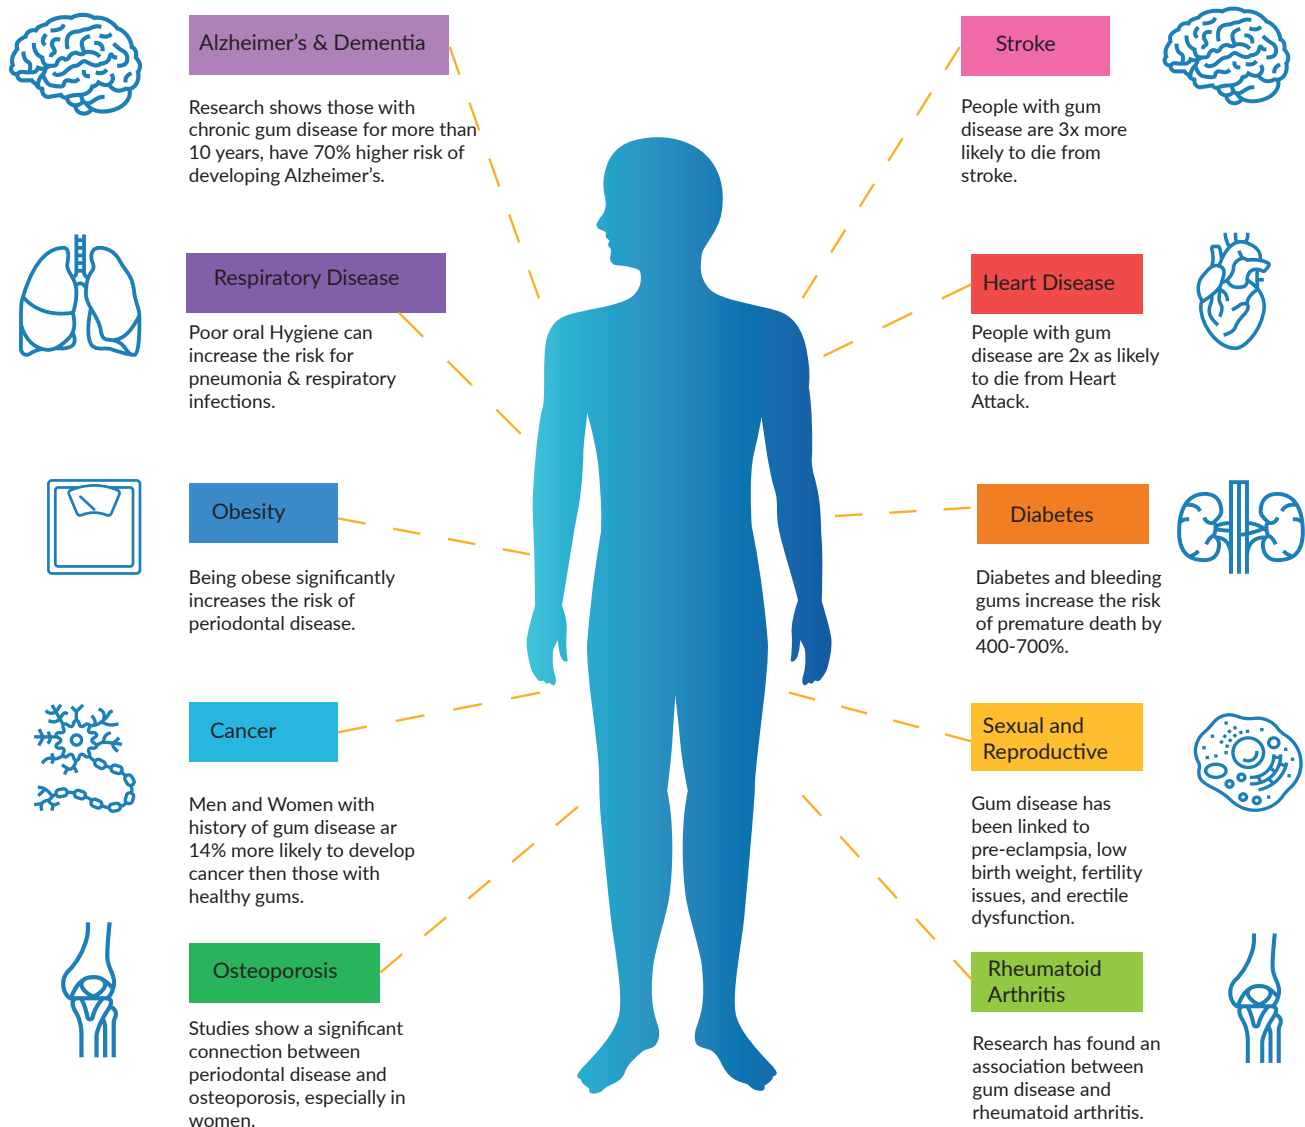 Alzheimer's & Dementia
Research shows those with
chronic gum disease for more than
10 years, have 70% higher risk of
developing Alzheimer's.
Respiratory Disease
Poor oral Hygiene can
increase the risk for
pneumonia & respiratory
infections.
Obesity
Being obese significantly
increases the risk of
periodontal disease.
Cancer
Men and Women with
history of gum disease ar
14% more likely to develop
cancer then those with
healthy gums.
Osteoporosis
Studies show a significant
connection between
periodontal disease and
osteoporosis, especially in
women.
Stroke
People with gum
disease are 3x more
likely to die from
stroke.
Heart Disease
People with gum
disease are 2x as likely
to die from Heart
Attack.
Diabetes
Diabetes and bleeding
gums increase the risk
of premature death by
400-700%.
Sexual and
Reproductive
Gum disease has
been linked to
pre-eclampsia, low
birth weight, fertility
issues, and erectile
dysfunction.
Rheumatoid
Arthritis
Research has found an
association between
gum disease and
rheumatoid arthritis.